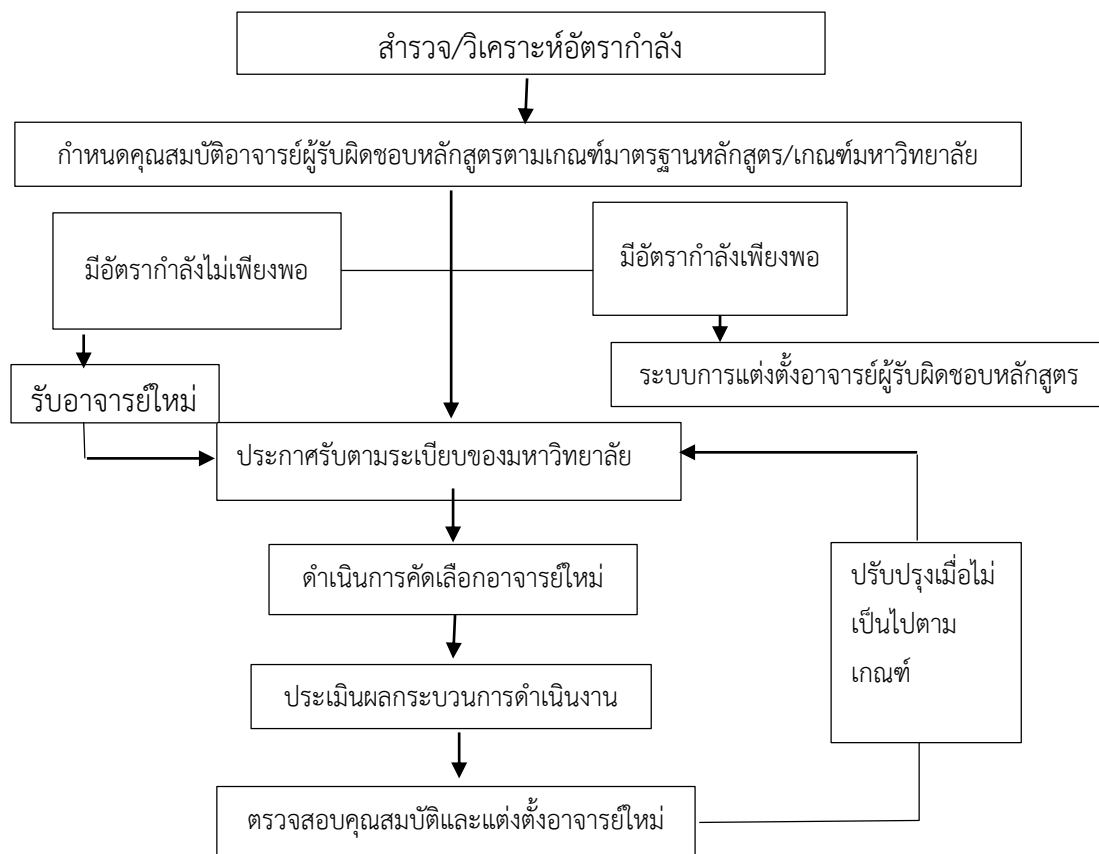 สำรวจ/วิเคราะห์อัตรากำลัง
กำหนดคุณสมบัติอาจารย์ผู้รับผิดชอบหลักสูตรตามเกณฑ์มาตรฐานหลักสูตร/เกณฑ์มหาวิทยาลัย
มีอัตรากำลังไม่เพียงพอ
มีอัตรากำลังเพียงพอ
รับอาจารย์ใหม่
ระบบการแต่งตั้งอาจารย์ผู้รับผิดชอบหลักสูตร
ประกาศรับตามระเบียบของมหาวิทยาลัย
ดำเนินการคัดเลือกอาจารย์ใหม่
ปรับปรุงเมื่อไม่
เป็นไปตาม
เกณฑ์
ประเมินผลกระบวนการดำเนินงาน
ตรวจสอบคุณสมบัติและแต่งตั้งอาจารย์ใหม่